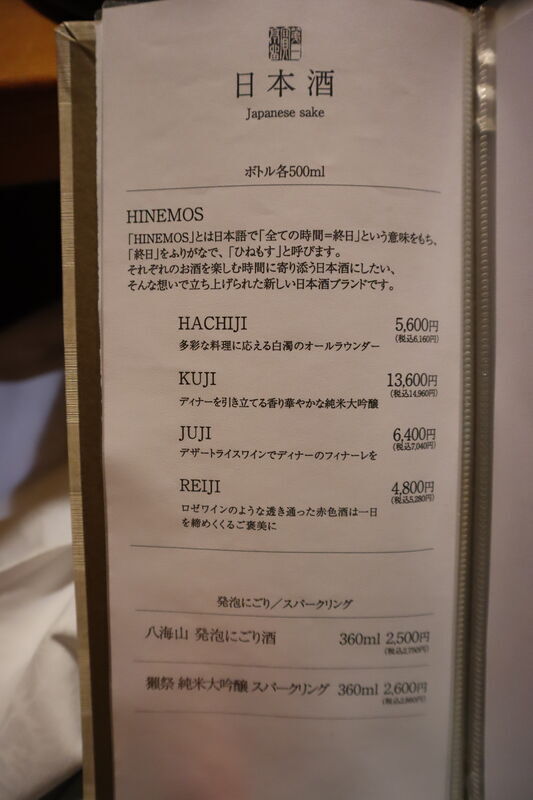 日本酒
Japanese sake
ボトル各500ml
HINEMOS
「HINEMOS」とは日本語で「全ての時間=終日」という意味をもち、
「終日」をふりがなで、「ひねもす」と呼びます。
それぞれのお酒を楽しむ時間に寄り添う日本酒にしたい、
そんな想いで立ち上げられた新しい日本酒ブランドです。
HACHIJI 5,600円
(税込6,160円)
多彩な料理に応える白濁のオールラウンダー
KUJI 13,600円
(税込14,960円)
ディナーを引き立てる香り華やかな純米大吟醸
JUJI 6,400円
(税込7,040円)
デザートライスワインでディナーのフィナーレを
REIJI 4,800円
(税込5,280円)
ロゼワインのような透き通った赤色酒は一日
を締めくくるご褒美に
発泡にごり/スパークリング
八海山 発泡にごり酒 360ml 2,500円
(税込2,750円)
獺祭 純米大吟醸 スパークリング 360ml 2,600円
(税込2,860円)